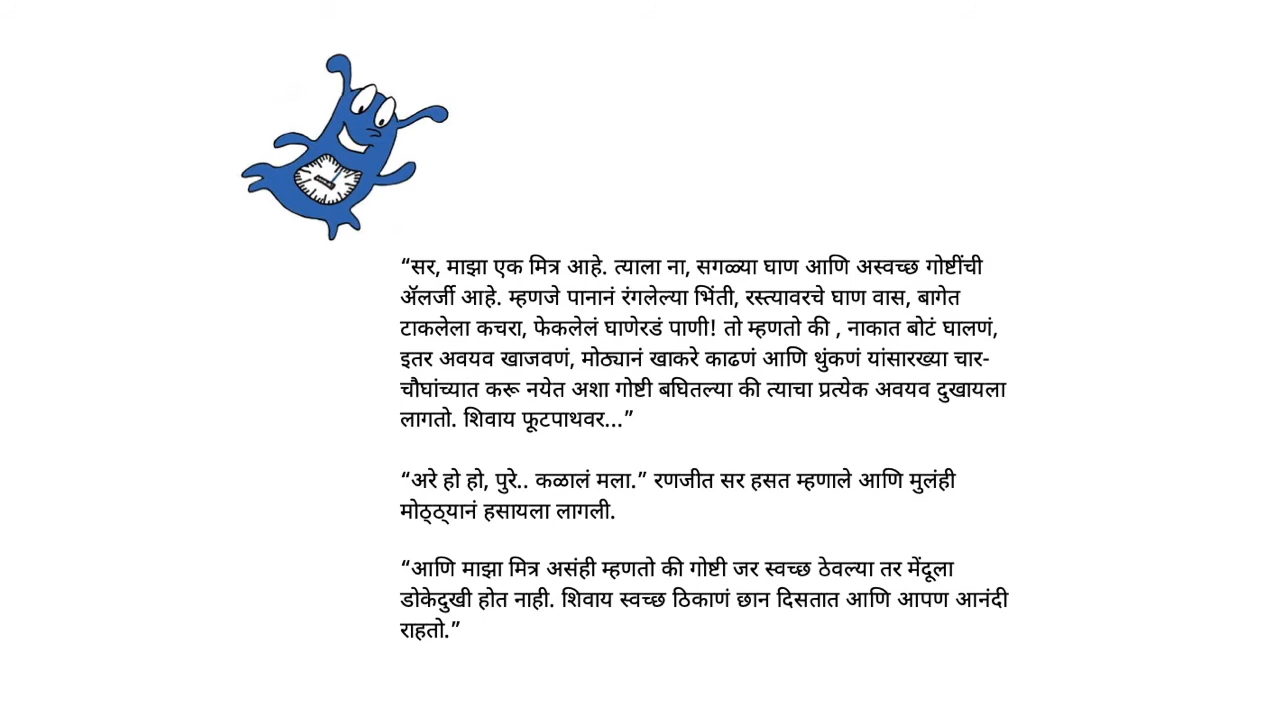 “सर, माझा एक मित्र आहे. त्याला ना, सगळ्या घाण आणि अस्वच्छ गोष्टींची
ॲलर्जी आहे. म्हणजे पानानं रंगलेल्या भिंती, रस्त्यावरचे घाण वास, बागेत
टाकलेला कचरा, फेकलेलं घाणेरडं पाणी! तो म्हणतो की , नाकात बोटं घालणं,
इतर अवयव खाजवणं, मोठ्यानं खाकरे काढणं आणि थुंकणं यांसारख्या चार-
चौघांच्यात करू नयेत अशा गोष्टी बघितल्या की त्याचा प्रत्येक अवयव दुखायला
लागतो. शिवाय फूटपाथवर...”
“अरे हो हो, पुरे.. कळालं मला.” रणजीत सर हसत म्हणाले आणि मुलंही
मोठ्ठ्यानं हसायला लागली.
“आणि माझा मित्र असंही म्हणतो की गोष्टी जर स्वच्छ ठेवल्या तर मेंदूला
डोकेदुखी होत नाही. शिवाय स्वच्छ ठिकाणं छान दिसतात आणि आपण आनंदी
राहतो.”